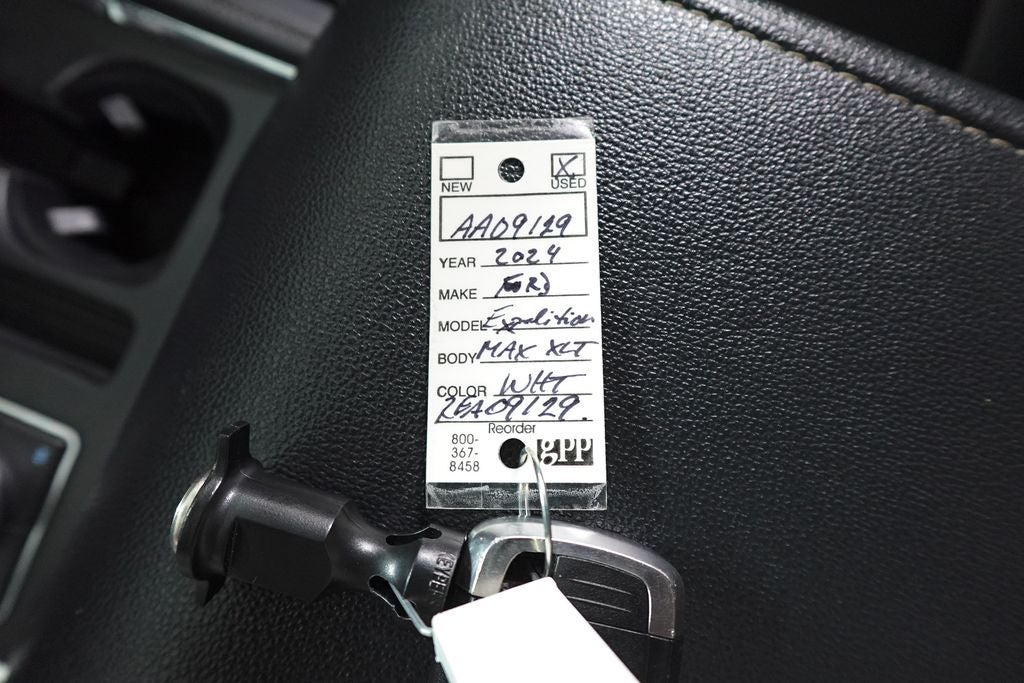 X
NEW USED
AA09129
YEAR 2024
MAKE FORD
MODEL Expedition
BODY MAX XLT
COLOR WHT
REA09129.
Reorder
800-
367-
8458
gpp